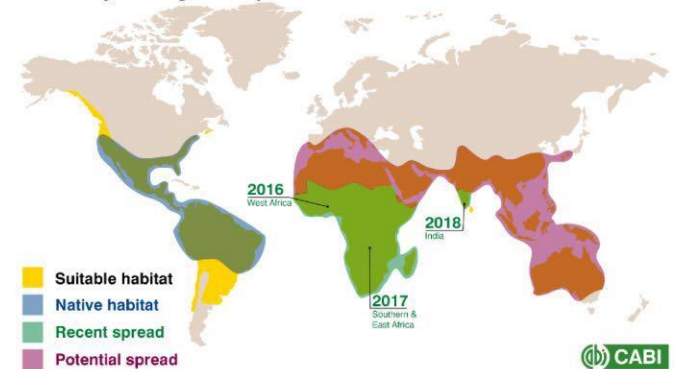 2016
West Africa
2018
India
2017
Southern &
East Africa
Suitable habitat
Native habitat
Recent spread
Potential spread
CABI